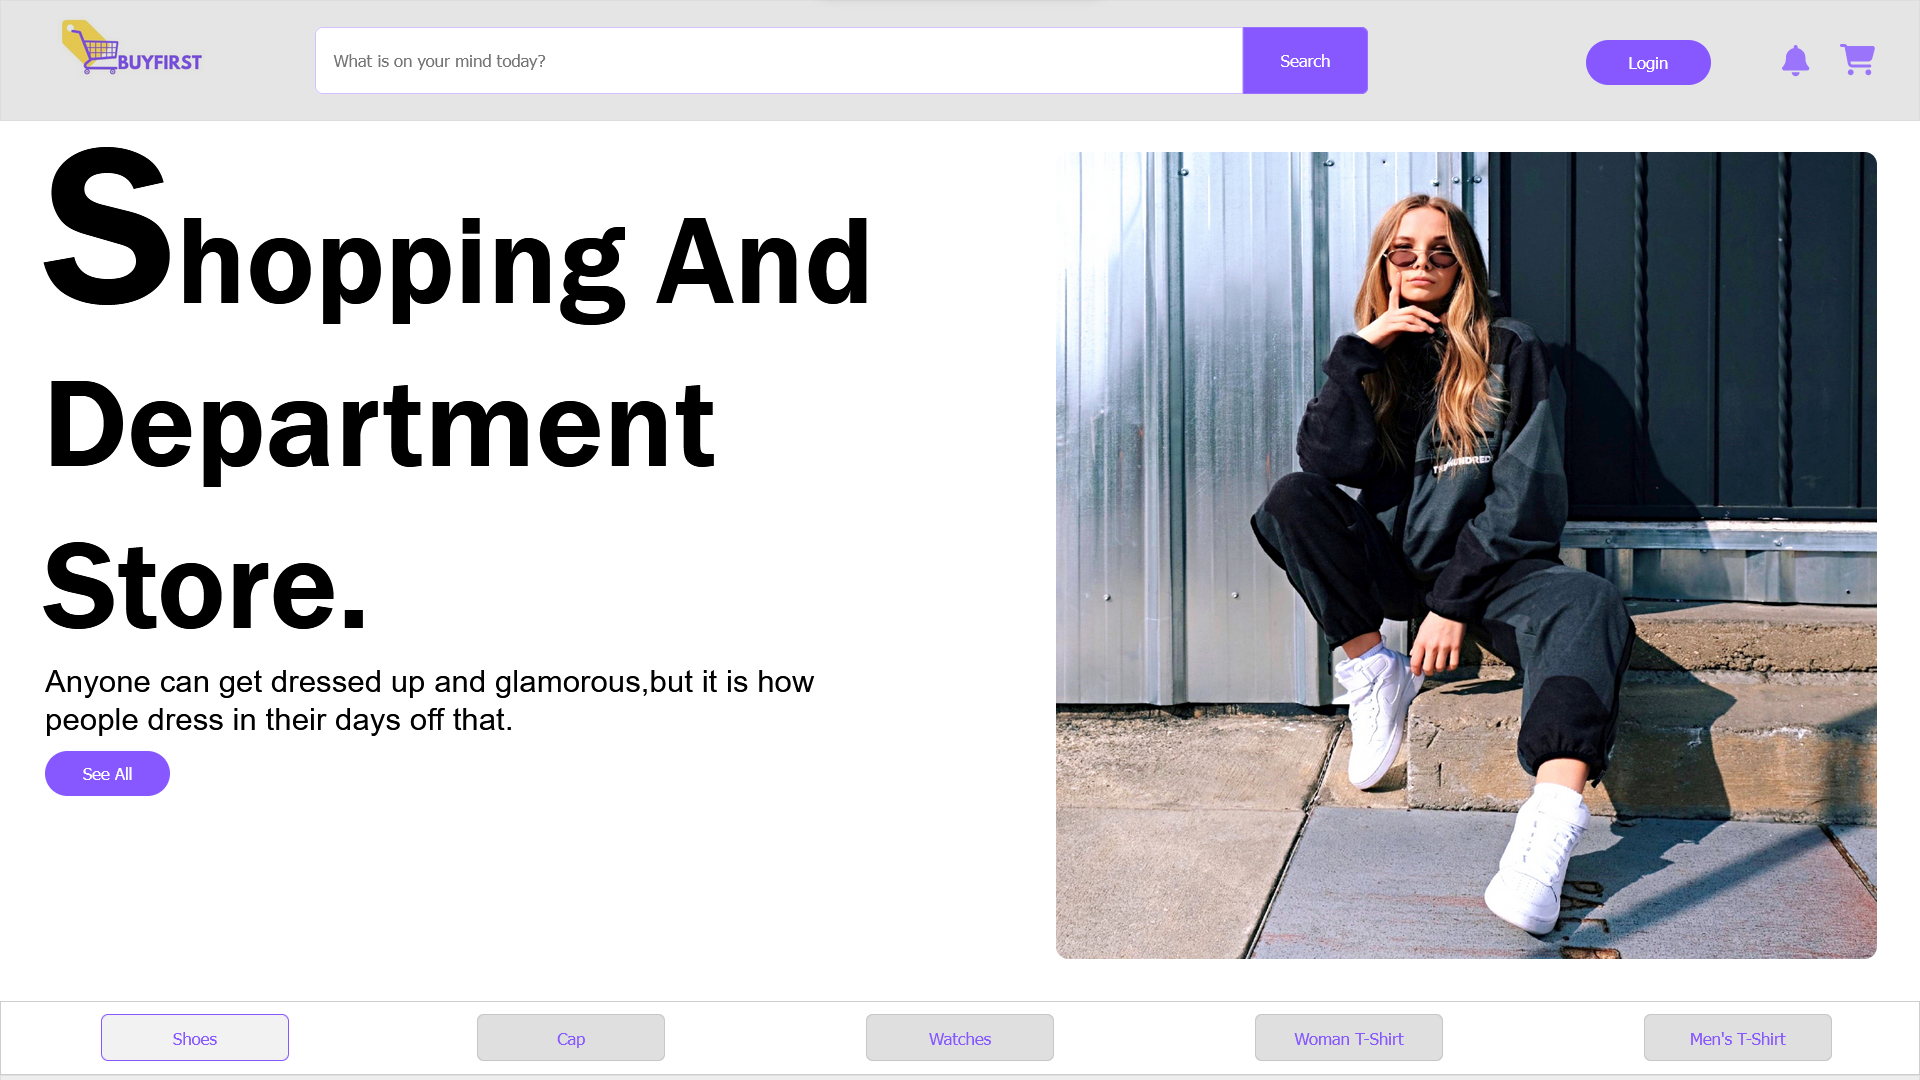 BUYFIRST
What is on your mind today?
Search
Login
Shopping And
Department
Store.
Anyone can get dressed up and glamorous,but it is how
people dress in their days off that.
See All
Shoes
Cap
Watches
Woman T-Shirt
Men's T-Shirt